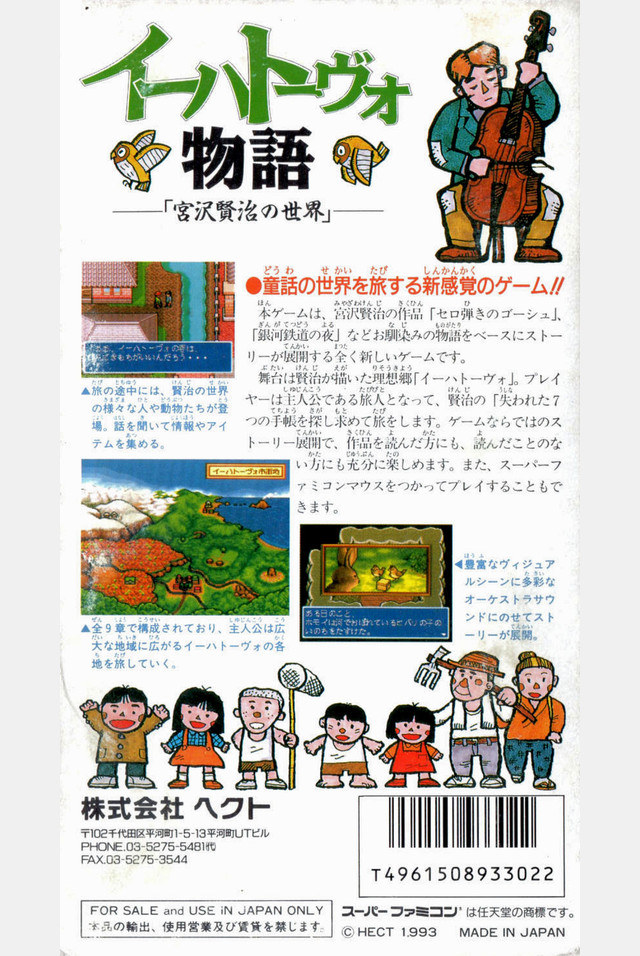 イーハトーヴォ
物語
「宮沢賢治の世界」
●童話の世界を旅する新感覚のゲーム!!
本ゲームは、宮沢賢治の作品「セロ弾きのゴーシュ」、
「銀河鉄道の夜」などお馴染みの物語をベースにストー
リーが展開する全く新しいゲームです。
舞台は賢治が描いた理想郷「イーハトーヴォ」。プレイ
ヤーは主人公である旅人となって、賢治の「失われた7
つの手帳を探し求めて旅をします。ゲームならではのス
トーリー展開で、作品を読んだ方にも、読んだことのな
い方にも充分に楽しめます。また、スーパーフ
ァミコンマウスをつかってプレイすることもで
きます。
▲旅の途中には、賢治の世界
の様々な人や動物たちが登
場。話を聞いて情報やアイ
テムを集める。
イーハトーヴォ市
▲全9章で構成されており、主人公は広
大な地域に広がるイーハトーヴォの各
地を旅していく。
ある日のこと、
ホモイは河で
いのちをたすけた。
◀豊富なヴィジュア
ルシーンに多彩な
オーケストラサウ
ンドにのせてスト
ーリーが展開。
株式会社 ヘクト
〒102千代田区平河町1-5-13平河町UTビル
PHONE.03-5275-5481㈹
FAX.03-5275-3544
T4961508933022
FOR SALE and USE iN JAPAN ONLY
本品の輸出、使用営業及び賃貸を禁じます。
スーパーファミコン®は任天堂の商標です。
©HECT 1.993 MADE IN JAPAN